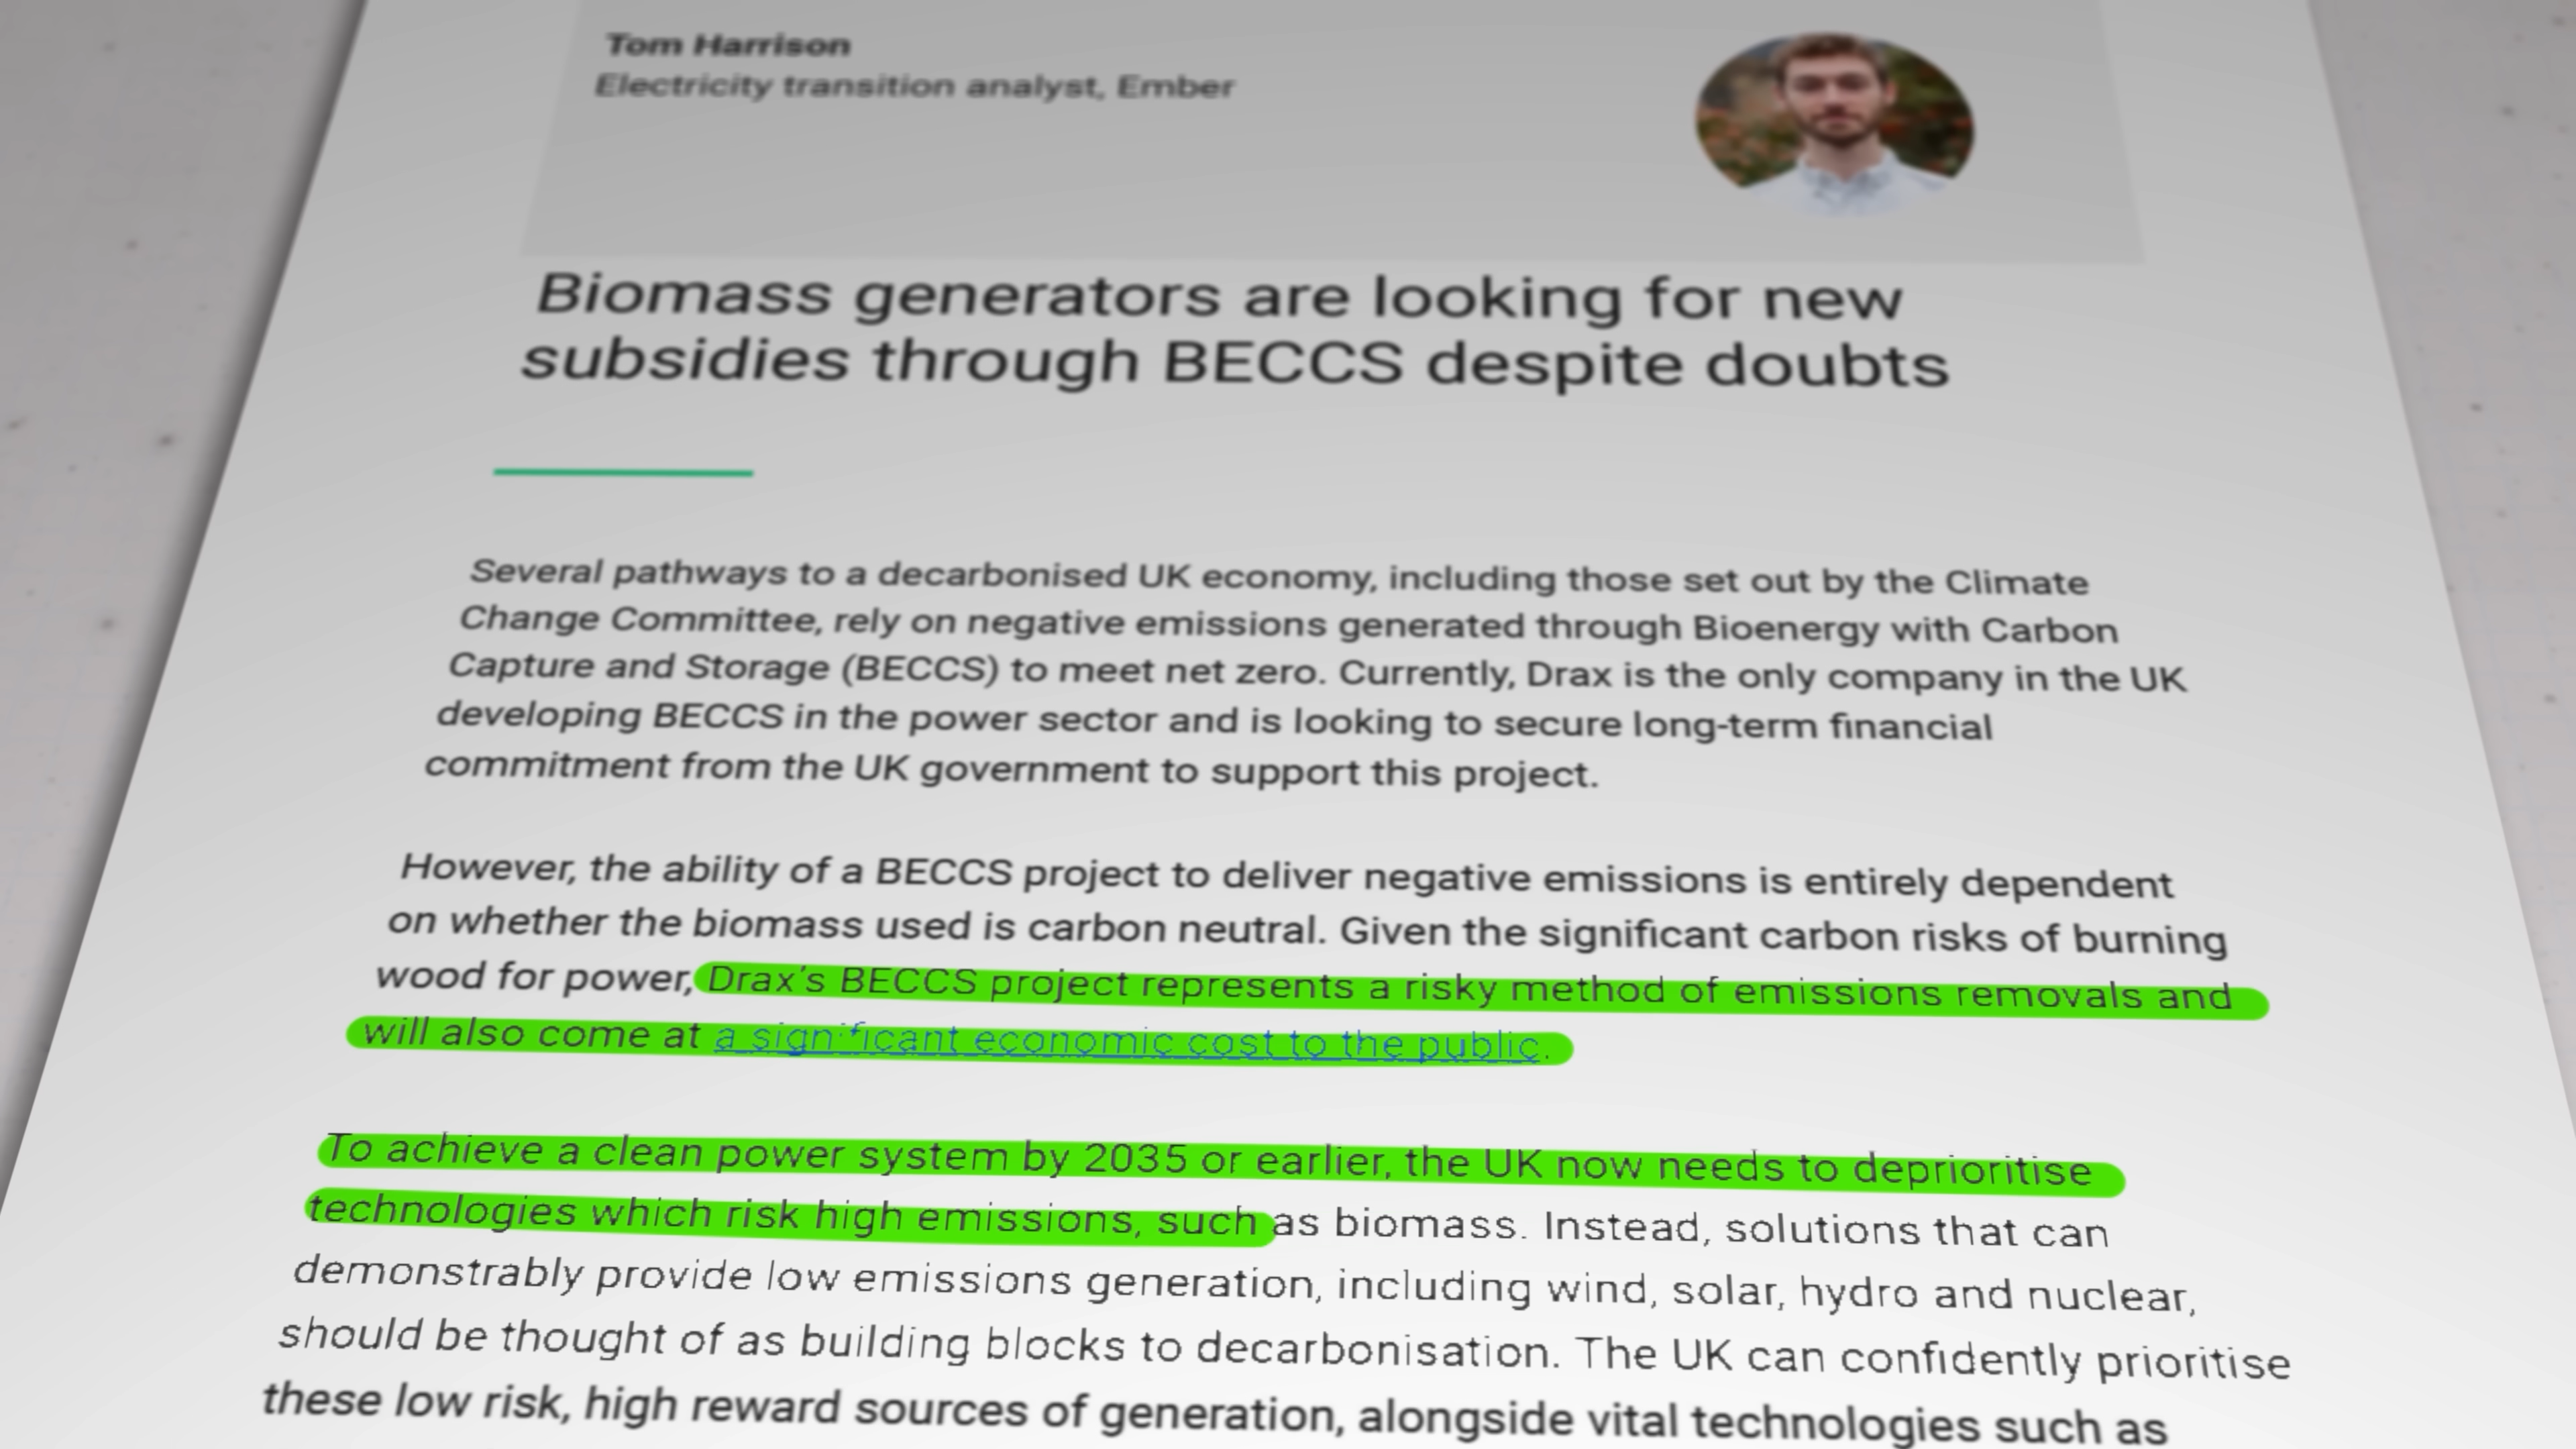 Tom Harrison
Electricity transition analyst, Ember
Biomass generators are looking for new
subsidies through BECCS despite doubts
Several pathways to a decarbonised UK economy, including those set out by the Climate
Change Committee, rely on negative emissions generated through Bioenergy with Carbon
Capture and Storage (BECCS) to meet net zero. Currently, Drax is the only company in the UK
developing BECCS in the power sector and is looking to secure long-term financial
commitment from the UK government to support this project.
However, the ability of a BECCS project to deliver negative emissions is entirely dependent
on whether the biomass used is carbon neutral. Given the significant carbon risks of burning
wood for power, Drax's BECCS project represents a risky method of emissions removals and
will also come at a significant economic cost to the public.
To achieve a clean power system by 2035 or earlier, the UK now needs to deprioritise
technologies which risk high emissions, such as biomass. Instead, solutions that can
demonstrably provide low emissions generation, including wind, solar, hydro and nuclear,
should be thought of as building blocks to decarbonisation. The UK can confidently prioritise
these low risk, high reward sources of generation, alongside vital technologies such as